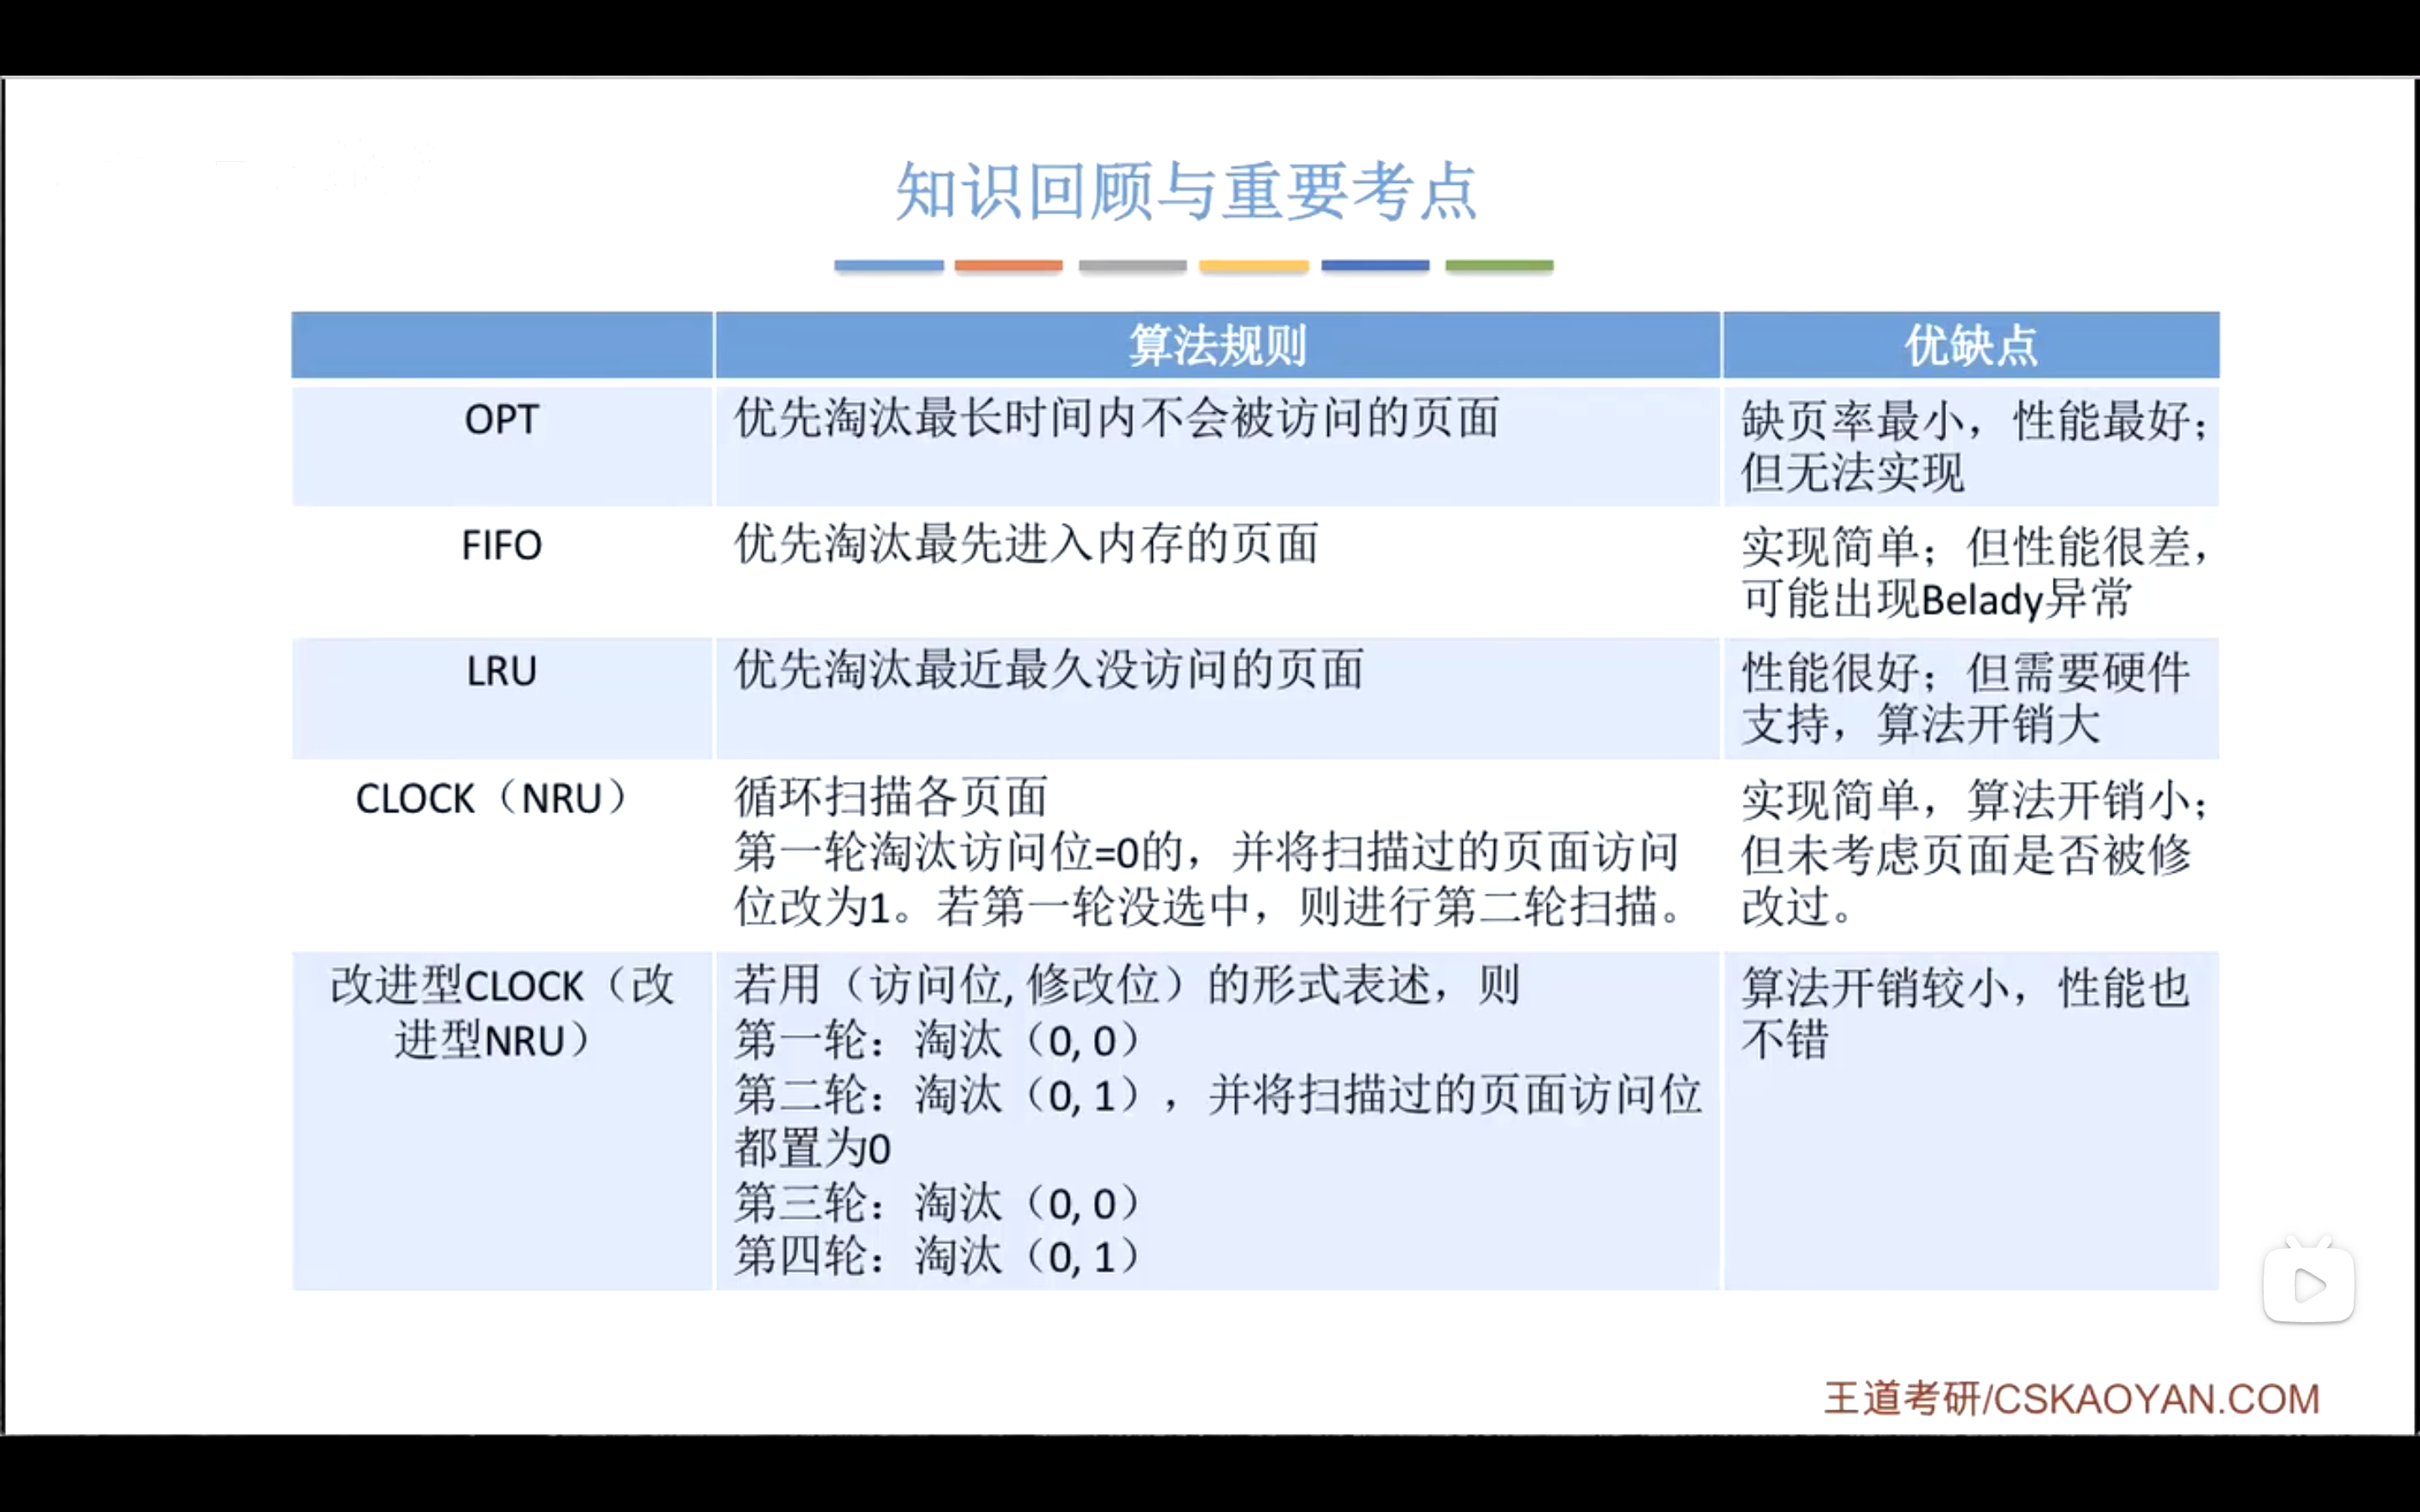 知识回顾与重要考点
算法规则
优缺点
OPT
优先淘汰最长时间内不会被访问的页面
缺页率最小，性能最好；
但无法实现
FIFO
优先淘汰最先进入内存的页面
实现简单；但性能很差，
可能出现Belady异常
LRU
优先淘汰最近最久没访问的页面
性能很好；但需要硬件
支持，算法开销大
CLOCK（NRU）
循环扫描各页面
第一轮淘汰访问位=0的，并将扫描过的页面访问
位改为1。若第一轮没选中，则进行第二轮扫描。
实现简单，算法开销小；
但未考虑页面是否被修
改过。
改进型CLOCK（改
进型NRU）
若用（访问位, 修改位）的形式表述，则
第一轮：淘汰（0, 0）
第二轮：淘汰（0, 1），并将扫描过的页面访问位
都置为0
第三轮：淘汰（0, 0）
第四轮：淘汰（0, 1）
算法开销较小，性能也
不错
王道考研/CSKAOYAN.COM